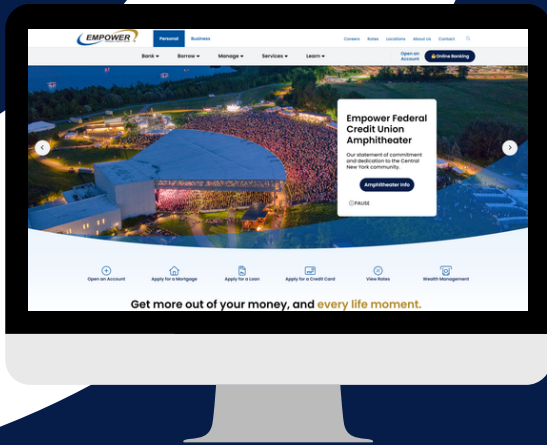 EMPOWER
Personal
Business
Careers Rates Locations About Us Contact
Bank Borrow Manage Services Learn
Open an
Account
Online Banking
Empower Federal
Credit Union
Amphitheater
Our statement of commitment
and dedication to the Central
New York community.
Amphitheater Info
PAUSE
Open an Account Apply for a Mortgage Apply for a Loan Apply for a Credit Card View Rates Wealth Management
Get more out of your money, and every life moment.